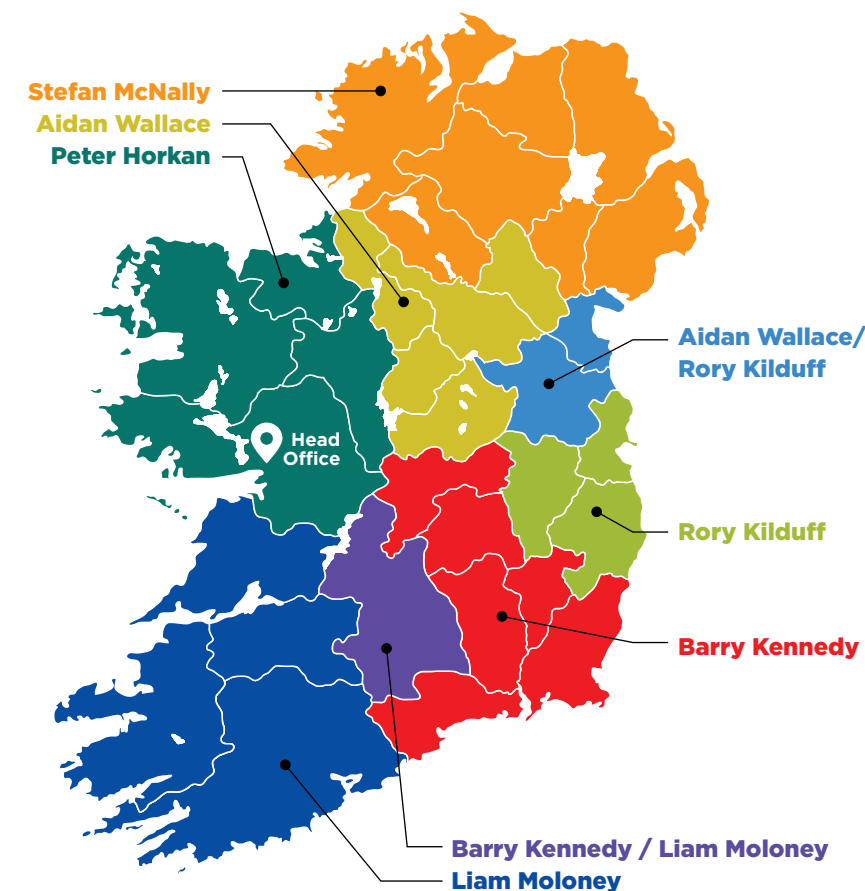 Stefan McNally
Aidan Wallace
Peter Horkan
Aidan Wallace/
Rory Kilduff
Head
Office
Rory Kilduff
Barry Kennedy
Barry Kennedy / Liam Moloney
Liam Moloney